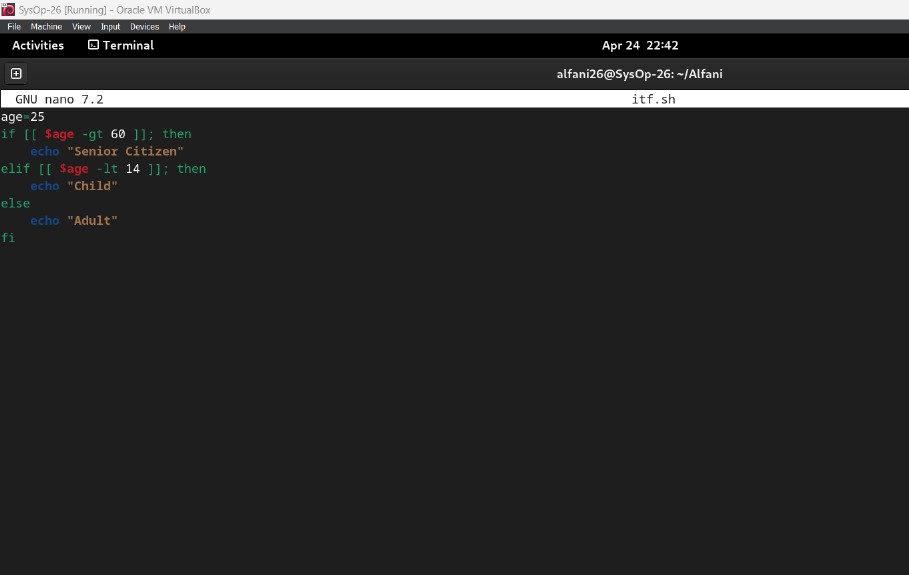 SysOp-26 [Running] - Oracle VM VirtualBox
File Machine View Input Devices Help
Activities Terminal Apr 24 22:42
alfani26@SysOp-26: ~/Alfani
GNU nano 7.2 itf.sh
age=25
if [[ $age -gt 60 ]]; then
    echo "Senior Citizen"
elif [[ $age -lt 14 ]]; then
    echo "Child"
else
    echo "Adult"
fi